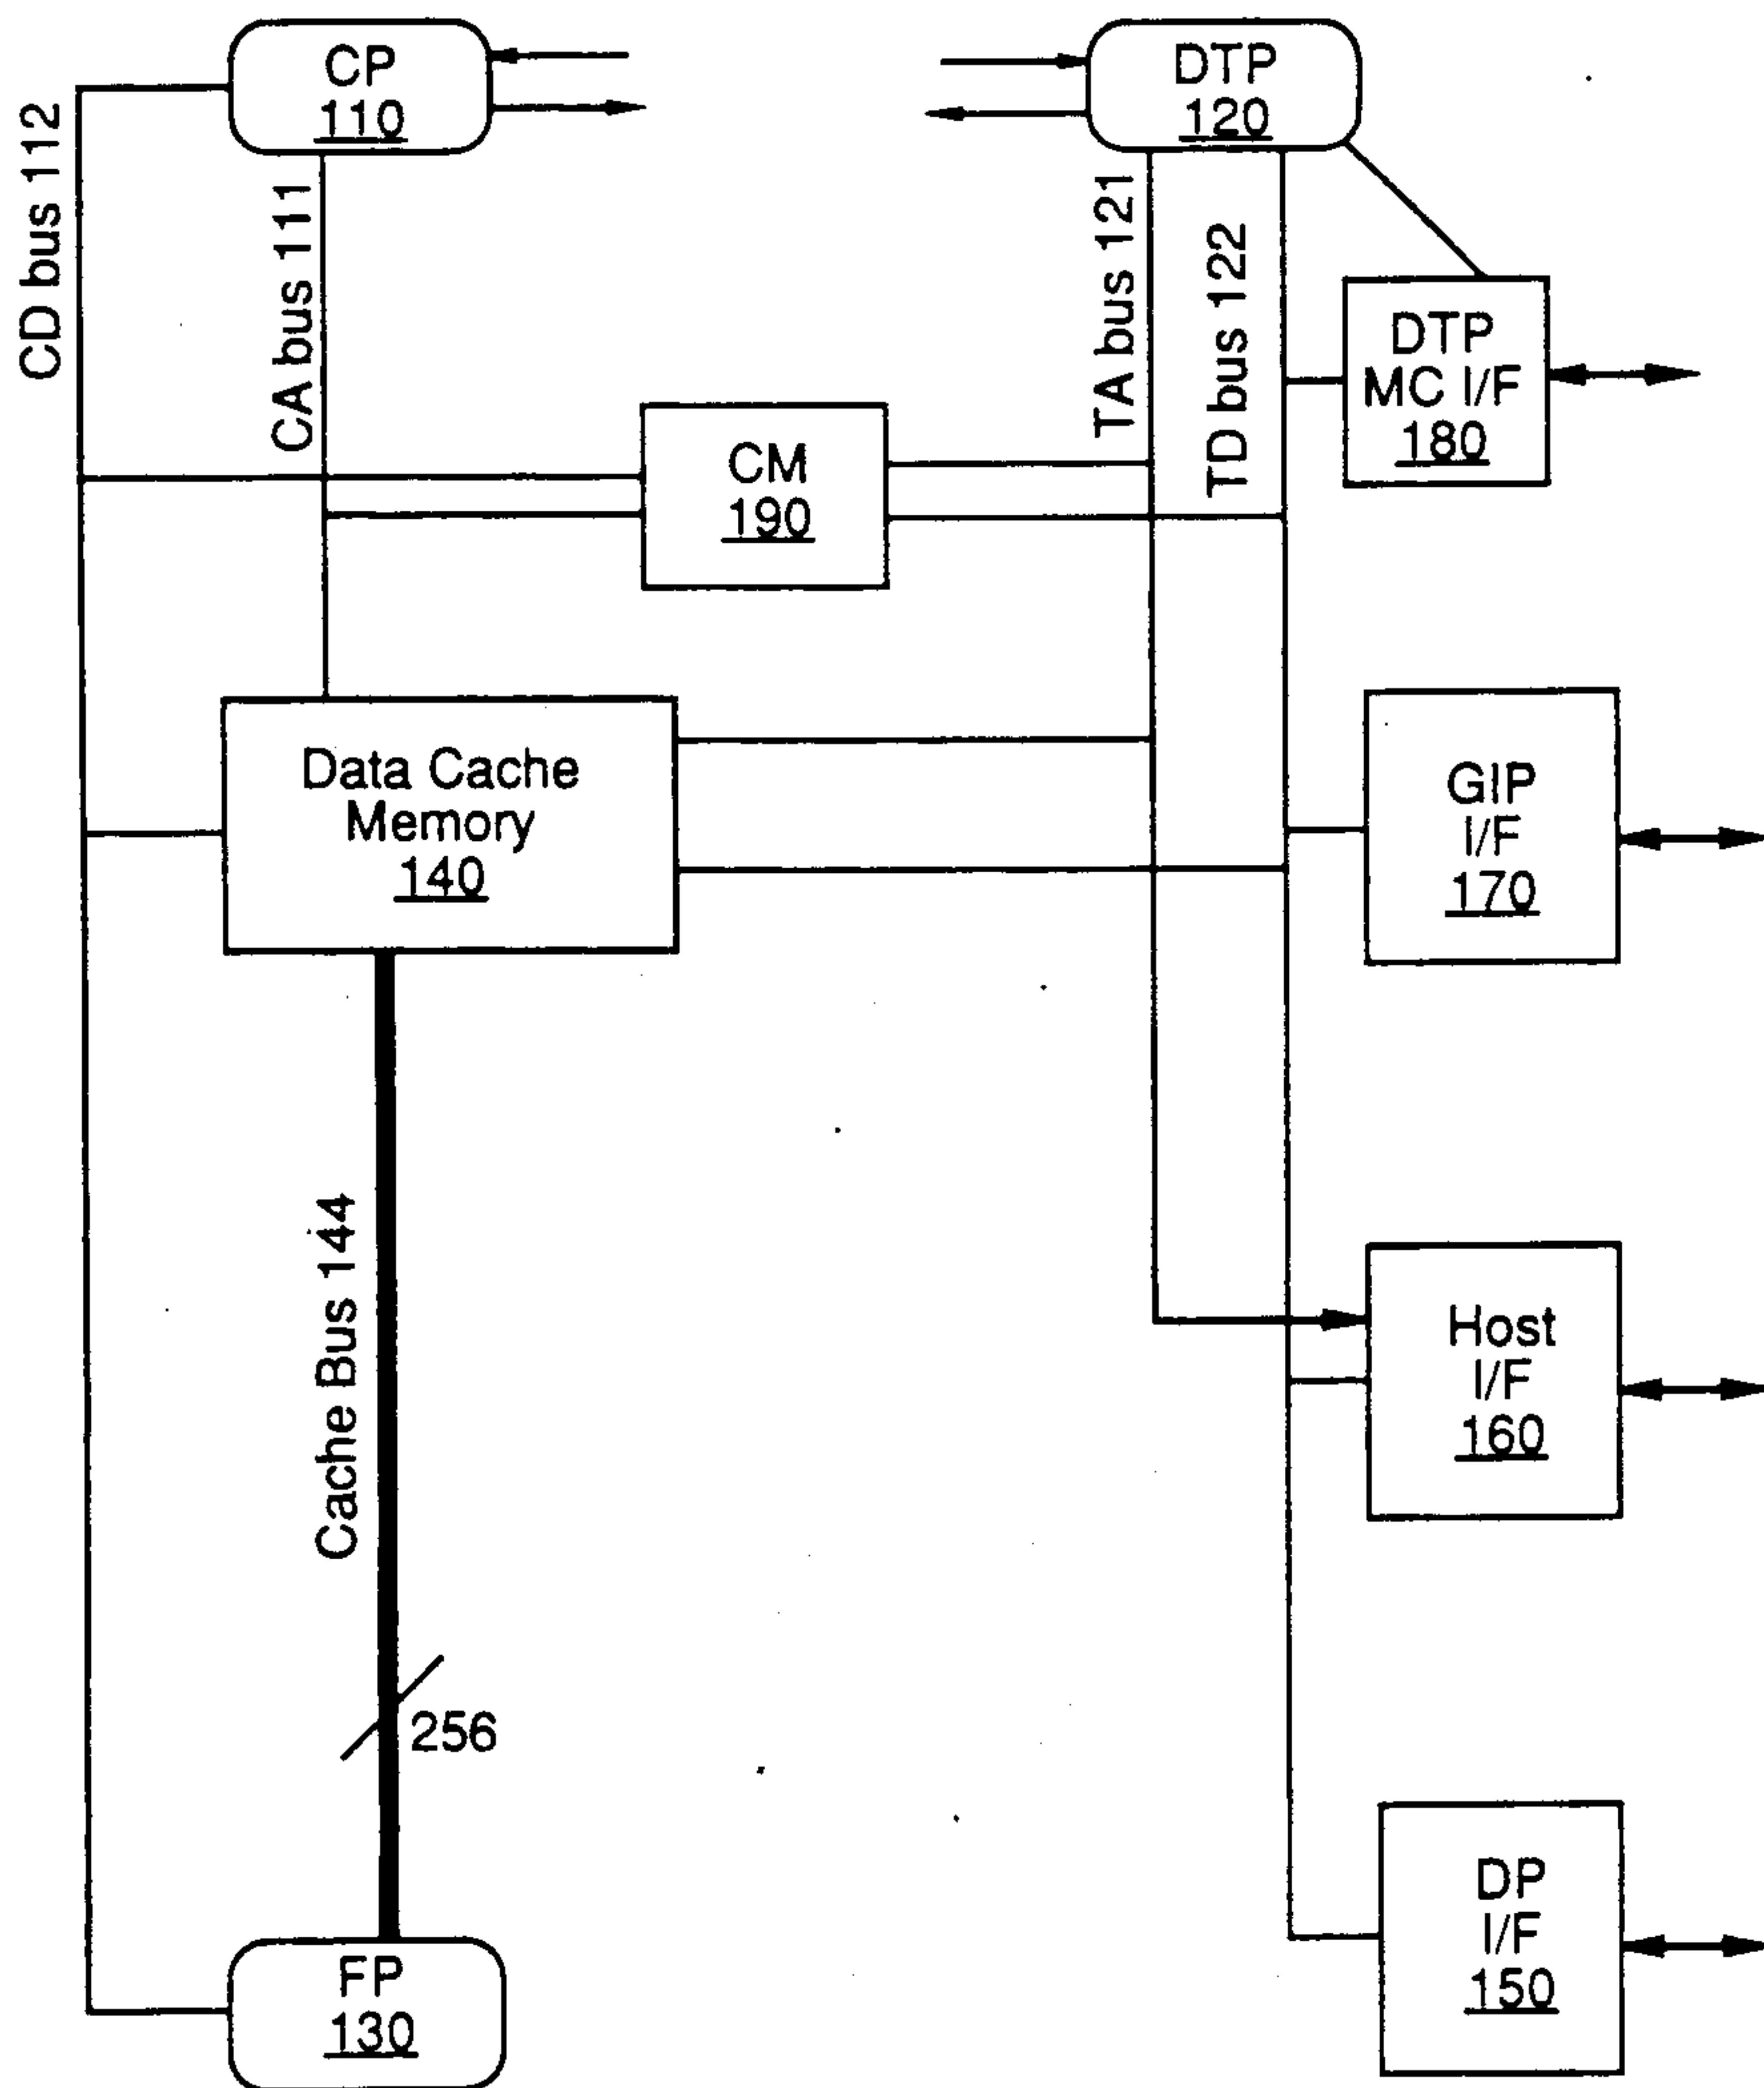 CP
110
DTP
120
CD bus 112
CA bus 111
TA bus 121
TD bus 122
DTP
MC I/F
180
CM
190
Data Cache
Memory
140
GIP
I/F
170
Cache Bus 144
Host
I/F
160
256
DP
I/F
150
FP
130